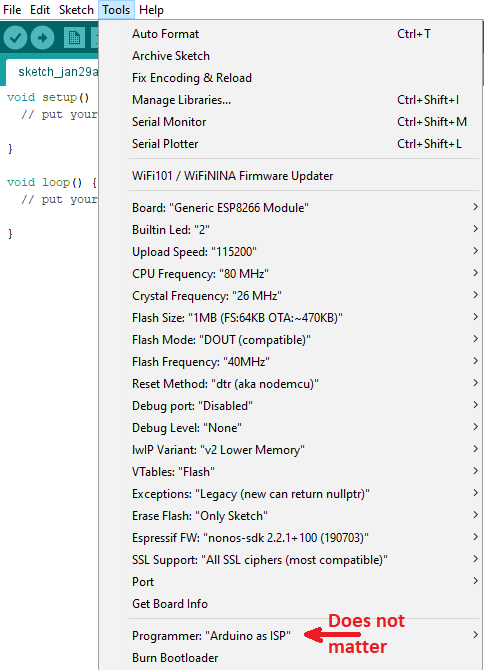 File Edit Sketch Tools Help
sketch_jan29a
void setup()
// put your
}
void loop() {
// put your
}
Auto Format Ctrl+T
Archive Sketch
Fix Encoding & Reload
Manage Libraries... Ctrl+Shift+I
Serial Monitor Ctrl+Shift+M
Serial Plotter Ctrl+Shift+L
WiFi101 / WiFiNINA Firmware Updater
Board: "Generic ESP8266 Module"
Builtin Led: "2"
Upload Speed: "115200"
CPU Frequency: "80 MHz"
Crystal Frequency: "26 MHz"
Flash Size: "1MB (FS:64KB OTA:~470KB)"
Flash Mode: "DOUT (compatible)"
Flash Frequency: "40MHz"
Reset Method: "dtr (aka nodemcu)"
Debug port: "Disabled"
Debug Level: "None"
lwIP Variant: "v2 Lower Memory"
VTables: "Flash"
Exceptions: "Legacy (new can return nullptr)"
Erase Flash: "Only Sketch"
Espressif FW: "nonos-sdk 2.2.1+100 (190703)"
SSL Support: "All SSL ciphers (most compatible)"
Port
Get Board Info
Programmer: "Arduino as ISP"
Does not
matter
Burn Bootloader